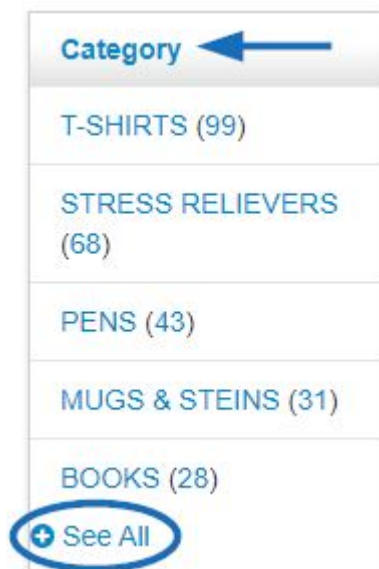 Category
T-SHIRTS (99)
STRESS RELIEVERS
(68)
PENS (43)
MUGS & STEINS (31)
BOOKS (28)
See All